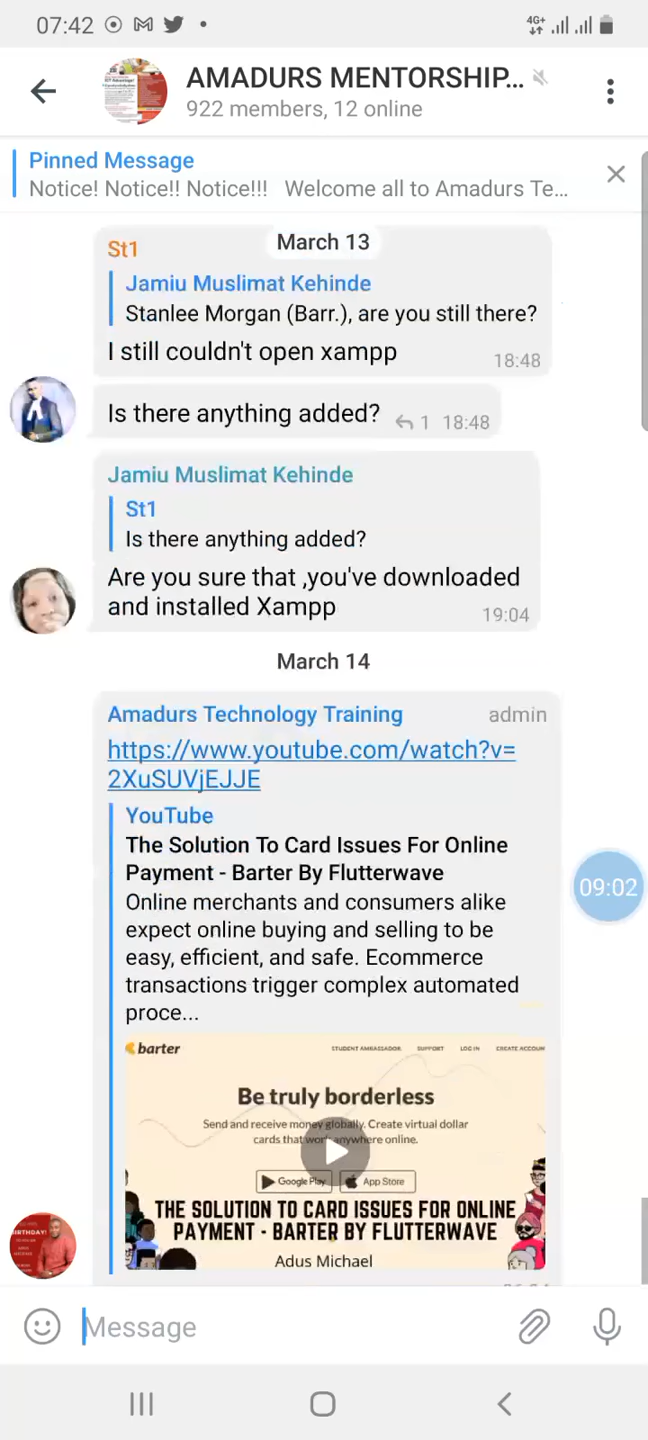 07:42
4G+
AMADURS MENTORSHIP...
922 members, 12 online
Pinned Message
Notice! Notice!! Notice!!! Welcome all to Amadurs Te...
March 13
St1
Jamiu Muslimat Kehinde
Stanlee Morgan (Barr.), are you still there?
I still couldn't open xampp
18:48
Is there anything added?
1 18:48
Jamiu Muslimat Kehinde
St1
Is there anything added?
Are you sure that ,you've downloaded
and installed Xampp
19:04
March 14
Amadurs Technology Training admin
https://www.youtube.com/watch?v=
2XuSUVjEJJE
YouTube
The Solution To Card Issues For Online
Payment - Barter By Flutterwave
Online merchants and consumers alike
expect online buying and selling to be
easy, efficient, and safe. Ecommerce
transactions trigger complex automated
proce...
09:02
barter
STUDENT AMBASSADOR SUPPORT LOG IN CREATE ACCOUN
Be truly borderless
Send and receive money globally. Create virtual dollar
cards that work anywhere online.
Google Play App Store
THE SOLUTION TO CARD ISSUES FOR ONLINE
PAYMENT - BARTER BY FLUTTERWAVE
Adus Michael
Message